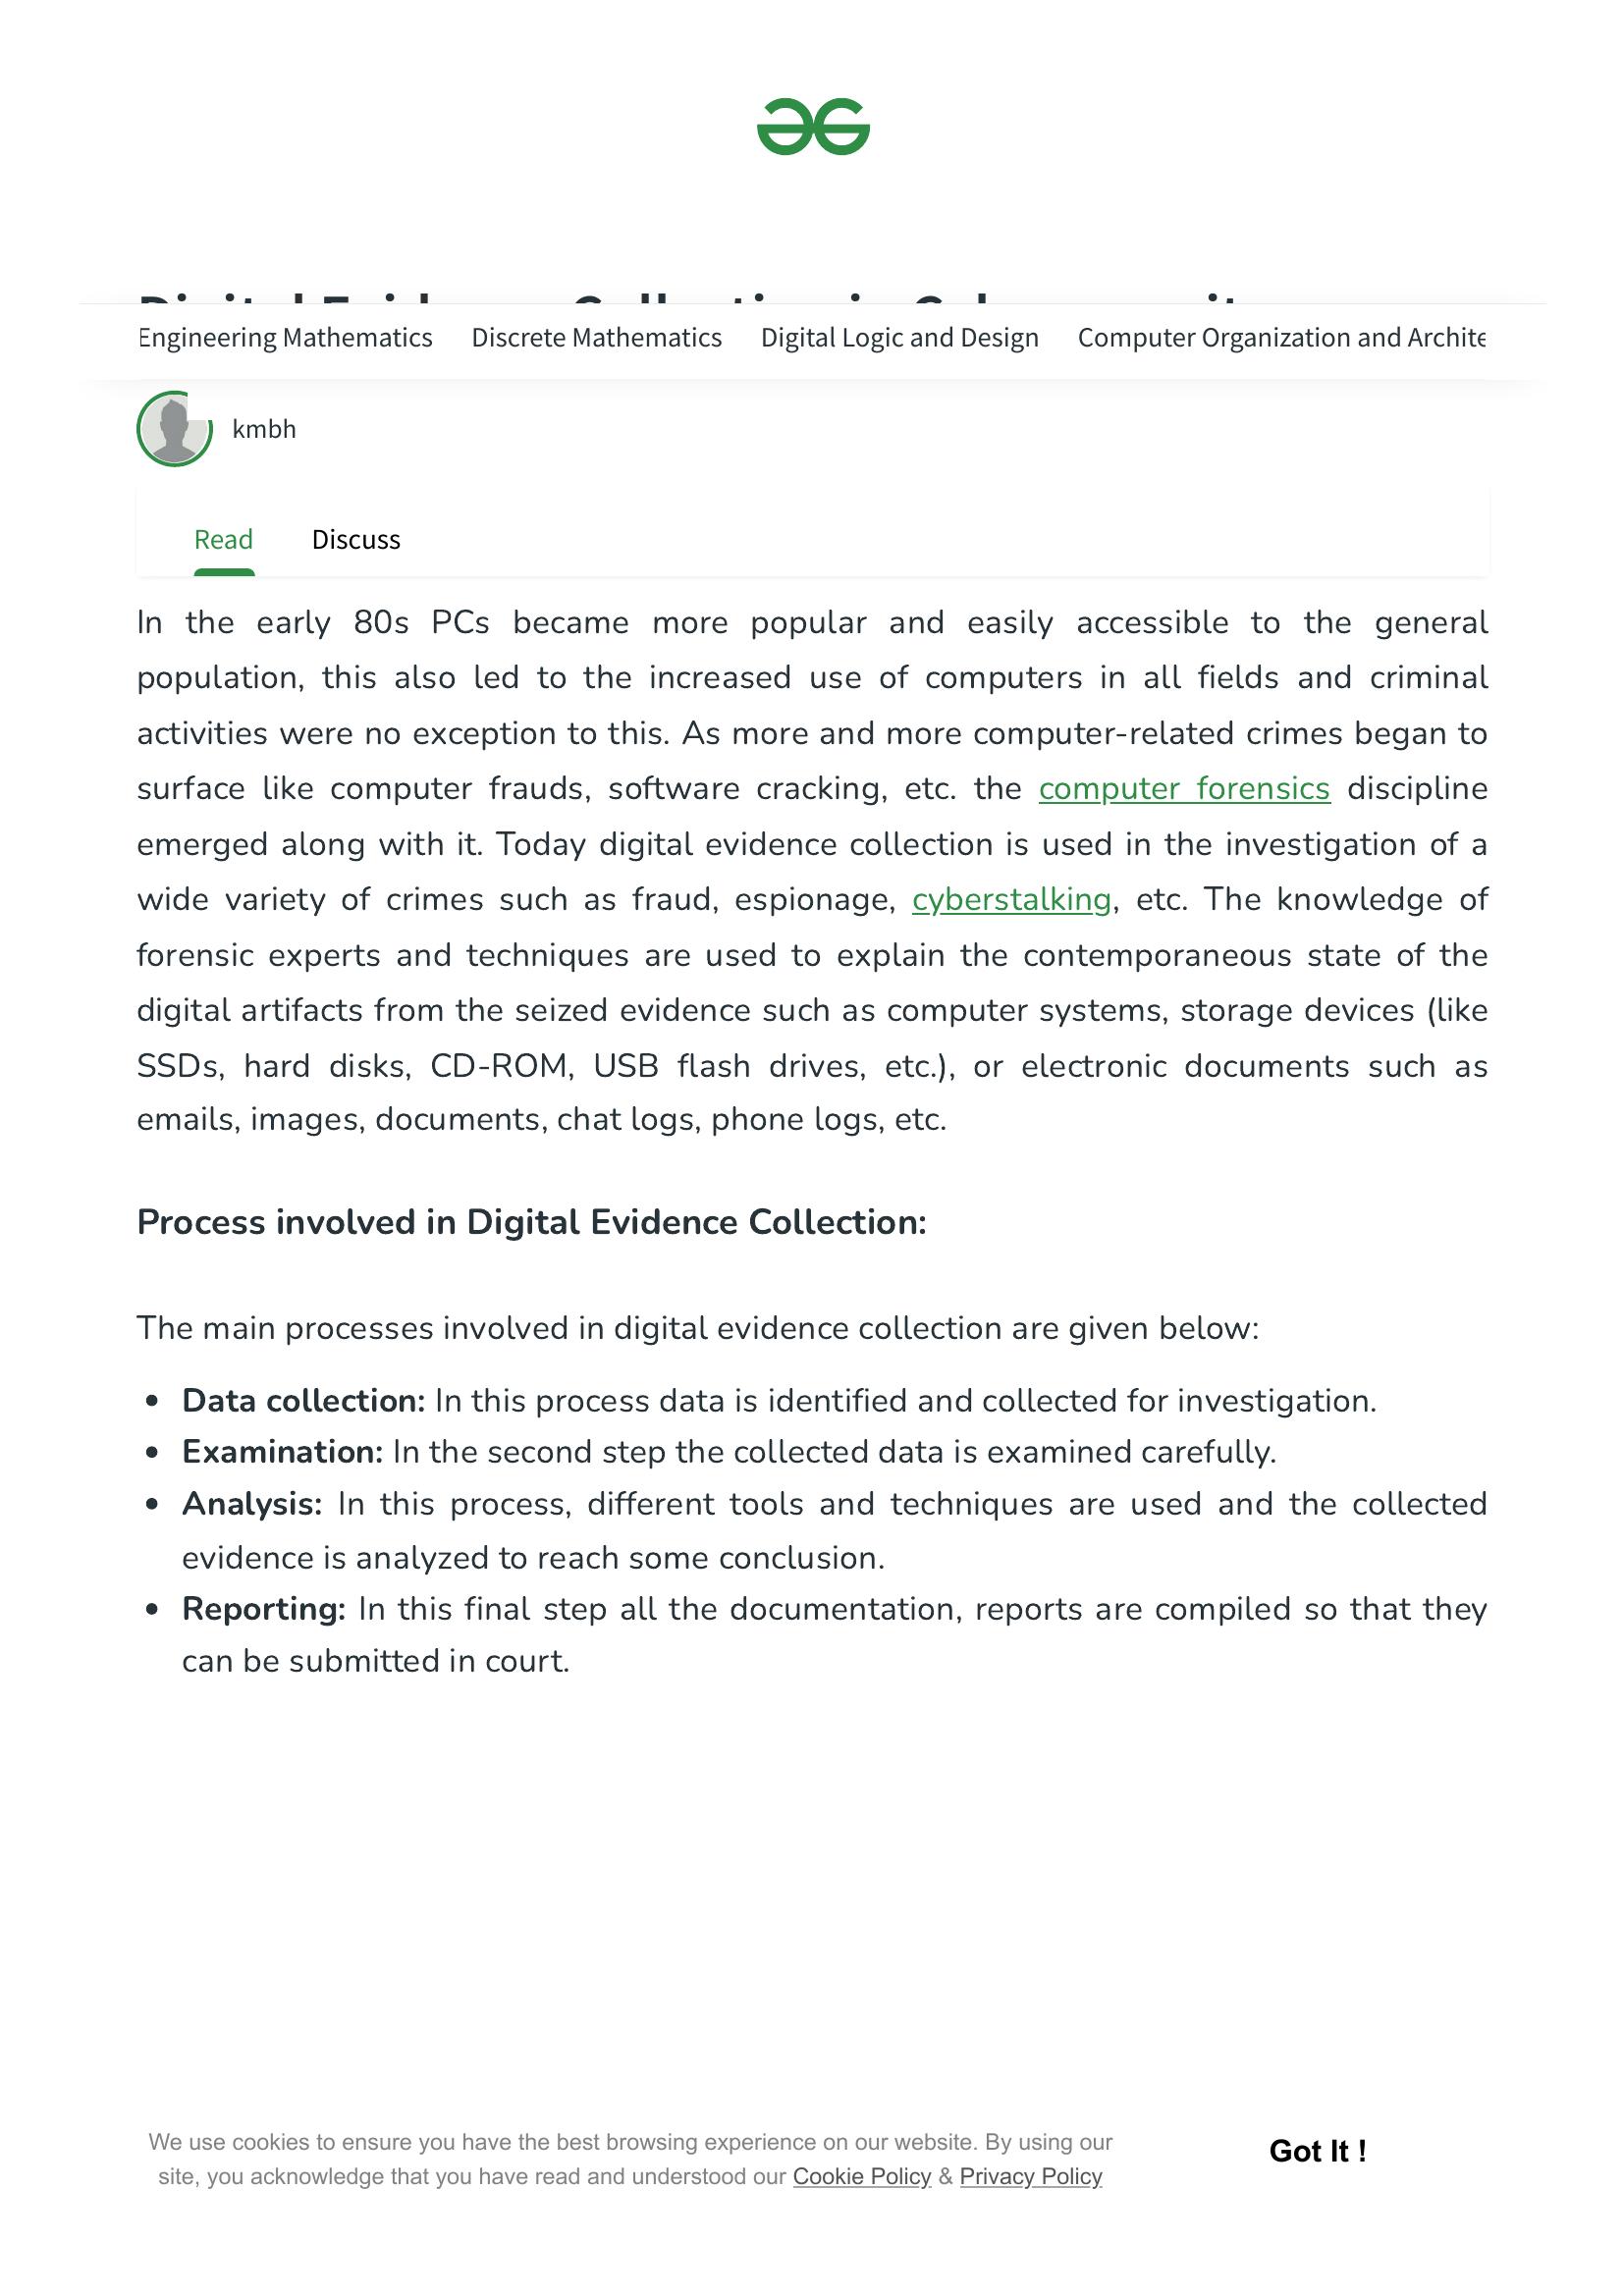 Engineering Mathematics Discrete Mathematics Digital Logic and Design Computer Organization and Archite
kmbh
Read Discuss
In the early 80s PCs became more popular and easily accessible to the general
population, this also led to the increased use of computers in all fields and criminal
activities were no exception to this. As more and more computer-related crimes began to
surface like computer frauds, software cracking, etc. the computer forensics discipline
emerged along with it. Today digital evidence collection is used in the investigation of a
wide variety of crimes such as fraud, espionage, cyberstalking, etc. The knowledge of
forensic experts and techniques are used to explain the contemporaneous state of the
digital artifacts from the seized evidence such as computer systems, storage devices (like
SSDs, hard disks, CD-ROM, USB flash drives, etc.), or electronic documents such as
emails, images, documents, chat logs, phone logs, etc.
Process involved in Digital Evidence Collection:
The main processes involved in digital evidence collection are given below:
• Data collection: In this process data is identified and collected for investigation.
• Examination: In the second step the collected data is examined carefully.
• Analysis: In this process, different tools and techniques are used and the collected
evidence is analyzed to reach some conclusion.
• Reporting: In this final step all the documentation, reports are compiled so that they
can be submitted in court.
We use cookies to ensure you have the best browsing experience on our website. By using our
site, you acknowledge that you have read and understood our Cookie Policy & Privacy Policy
Got It !